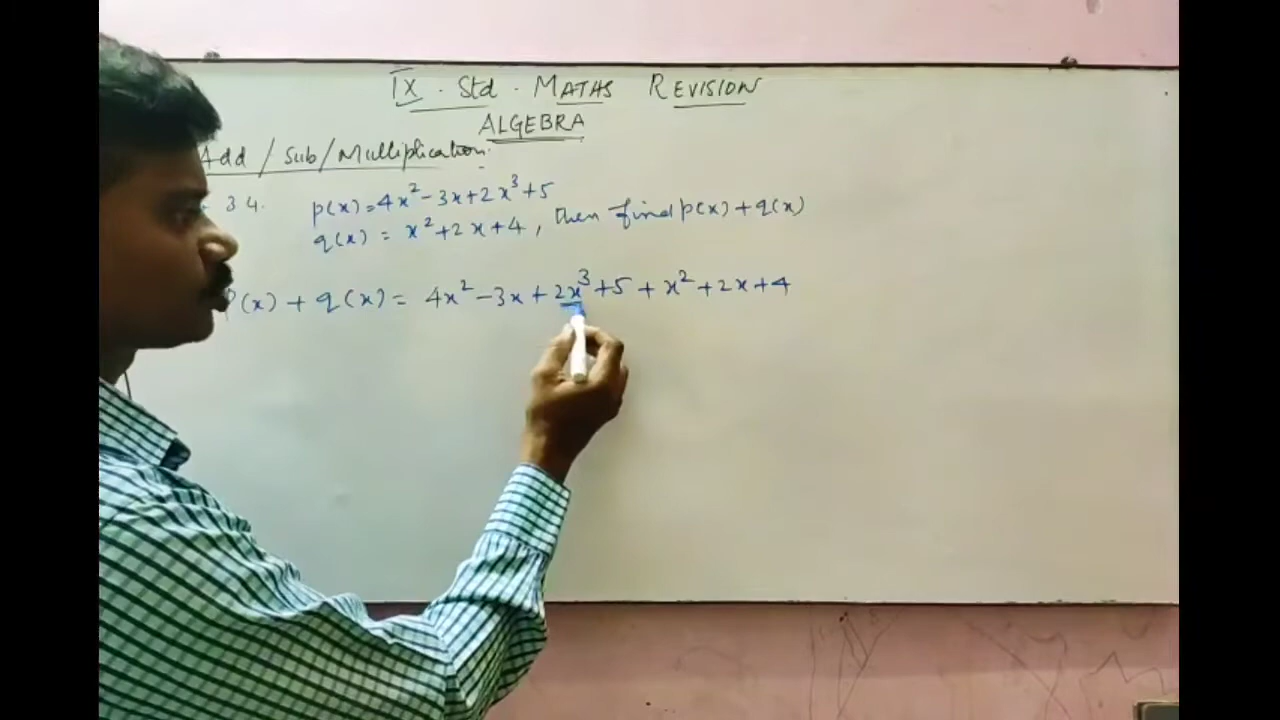 IX . Std . MATHS REVISION
ALGEBRA
Add / Sub / Multiplication.
34. p(x) = 4x² - 3x + 2x³ + 5
q(x) = x² + 2x + 4, then find p(x) + q(x)
P(x) + q(x) = 4x² - 3x + 2x³ + 5 + x² + 2x + 4